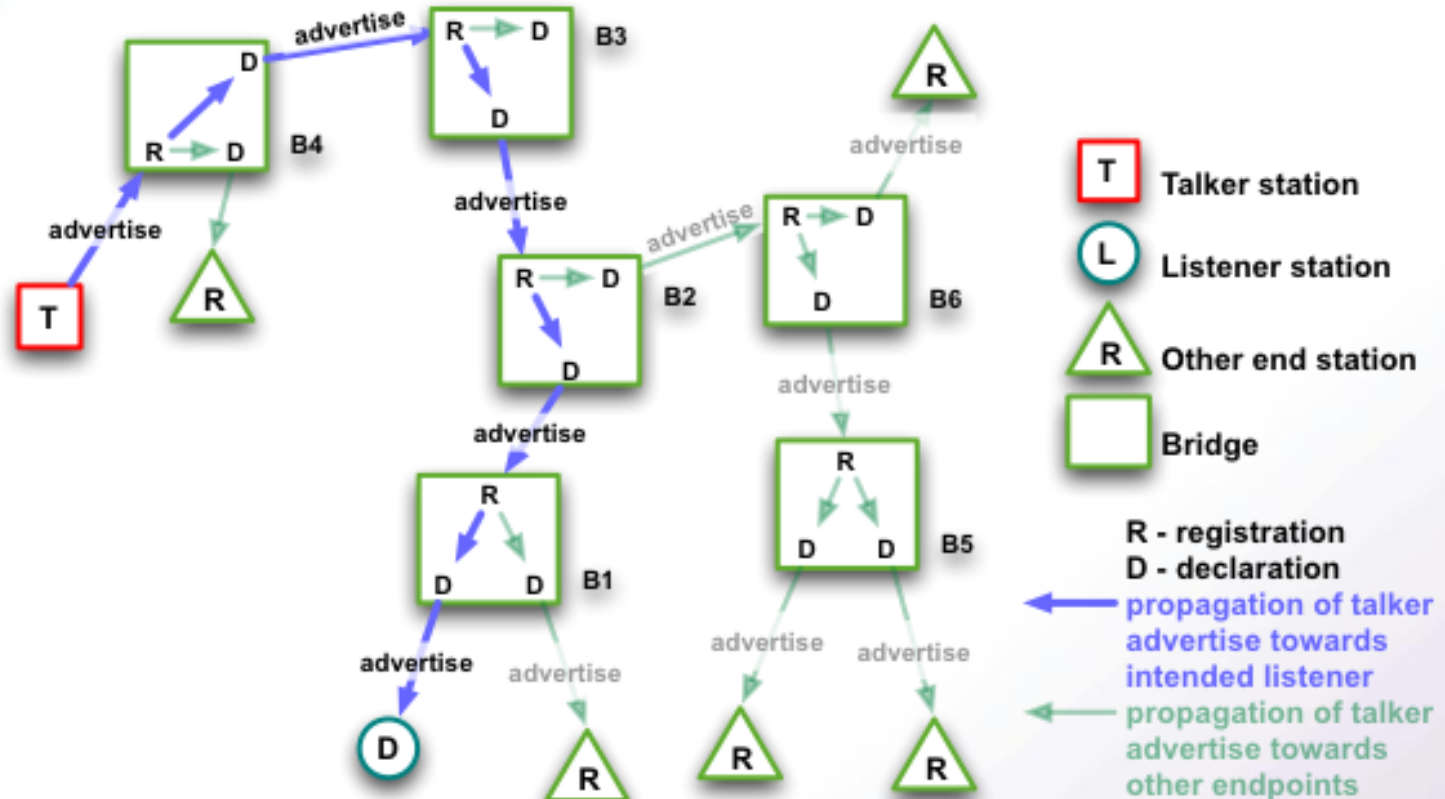 advertise
R D
D
B3
D
R D
B4
advertise
T
R
R
advertise
advertise
advertise
R D
D
B2
R D
D
B6
advertise
advertise
R
D D
B1
R
D D
B5
advertise
advertise
advertise
advertise
D
R
R
R
T Talker station
L Listener station
R Other end station
Bridge
R - registration
D - declaration
propagation of talker
advertise towards
intended listener
propagation of talker
advertise towards
other endpoints